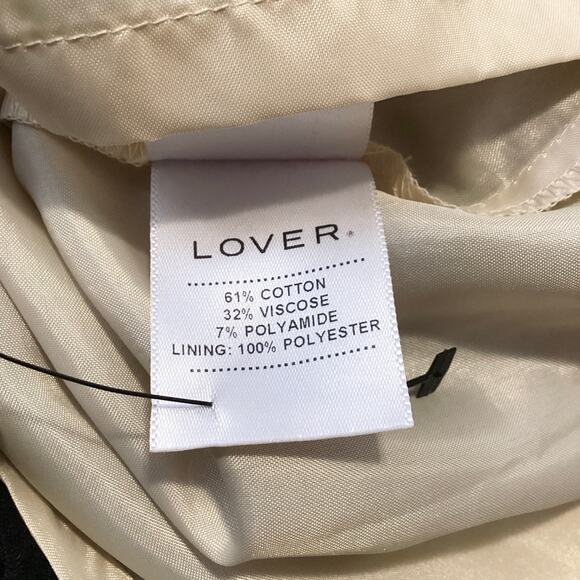 LOVER®
61% COTTON
32% VISCOSE
7% POLYAMIDE
LINING: 100% POLYESTER